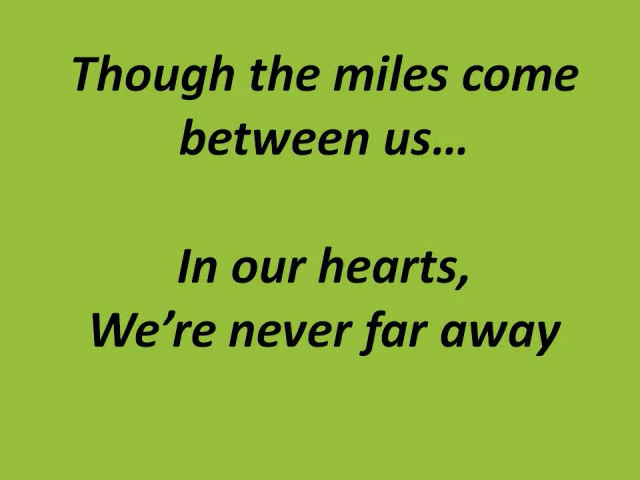 Though the miles come
between us…
In our hearts,
We’re never far away